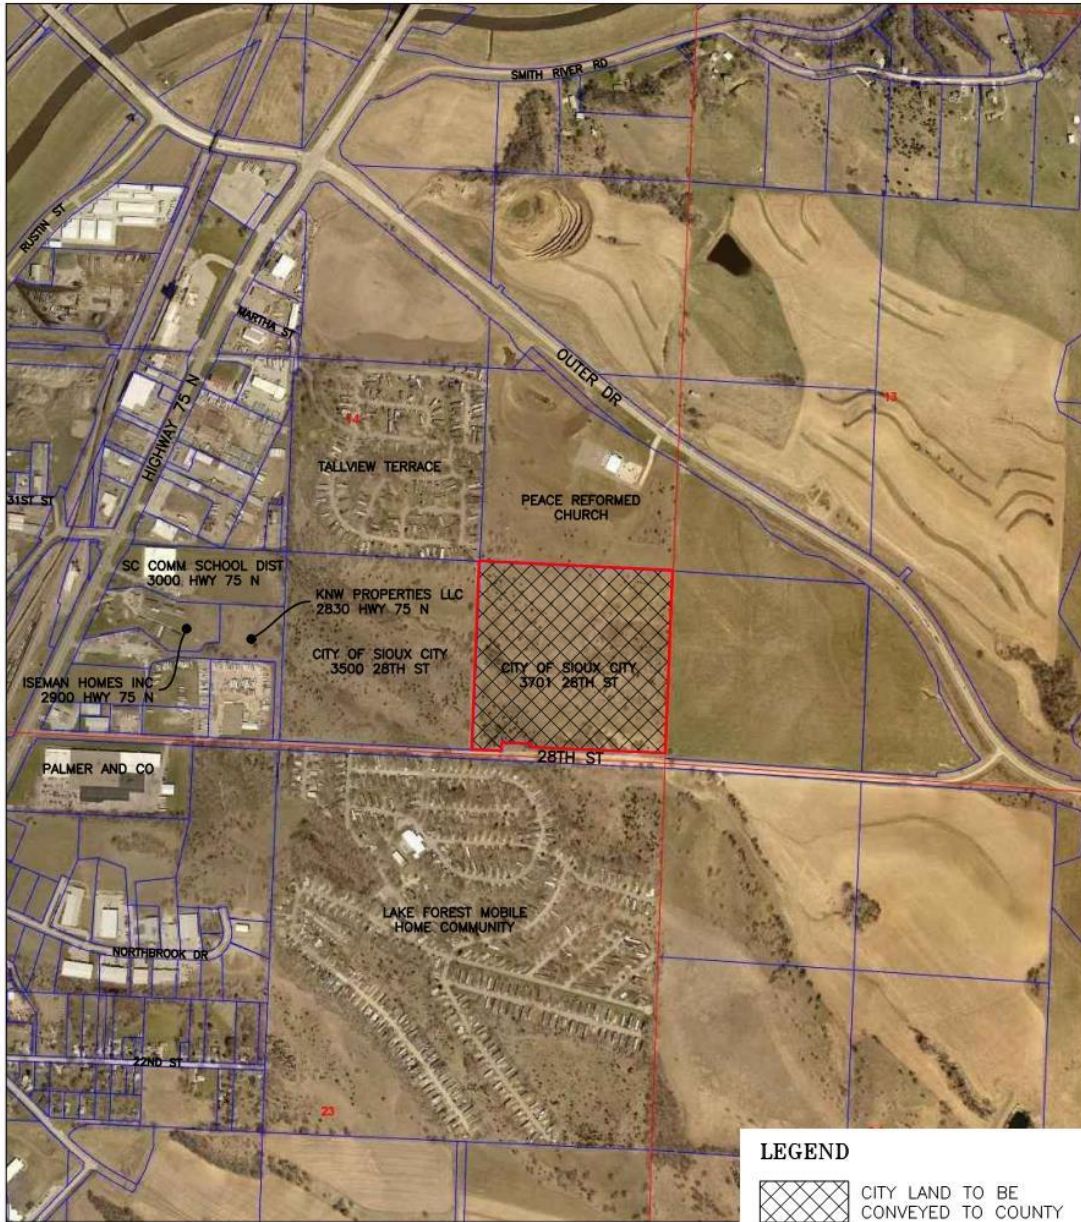 SMITH RIVER RD
RUSTIN ST
MARTHA ST
OUTER DR
HIGHWAY 75 N
14
13
TALLVIEW TERRACE
PEACE REFORMED
CHURCH
31ST ST
SC COMM SCHOOL DIST
3000 HWY 75 N
KNW PROPERTIES LLC
2830 HWY 75 N
CITY OF SIOUX CITY
3500 28TH ST
CITY OF SIOUX CITY
3701 28TH ST
ISEMAN HOMES INC
2900 HWY 75 N
28TH ST
PALMER AND CO
LAKE FOREST MOBILE
HOME COMMUNITY
NORTHBROOK DR
22ND ST
23
LEGEND
CITY LAND TO BE
CONVEYED TO COUNTY